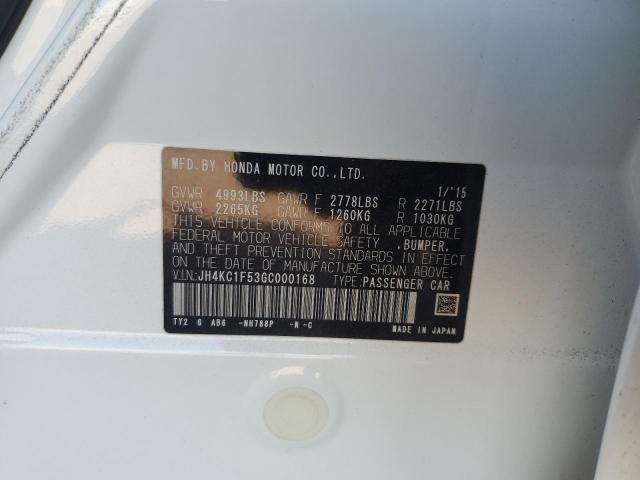 MFD.BY HONDA MOTOR CO.,LTD. 1/'15
GVWR 4993LBS GAWR F 2778LBS R 2271LBS
GVWR 2265KG GAWR F 1260KG R 1030KG
THIS VEHICLE CONFORMS TO ALL APPLICABLE
FEDERAL MOTOR VEHICLE SAFETY, BUMPER,
AND THEFT PREVENTION STANDARDS IN EFFECT
ON THE DATE OF MANUFACTURE SHOWN ABOVE.
V.I.N:JH4KC1F53GC000168 TYPE:PASSENGER CAR
TY2 G AB6 -NH788P -N -C
MADE IN JAPAN